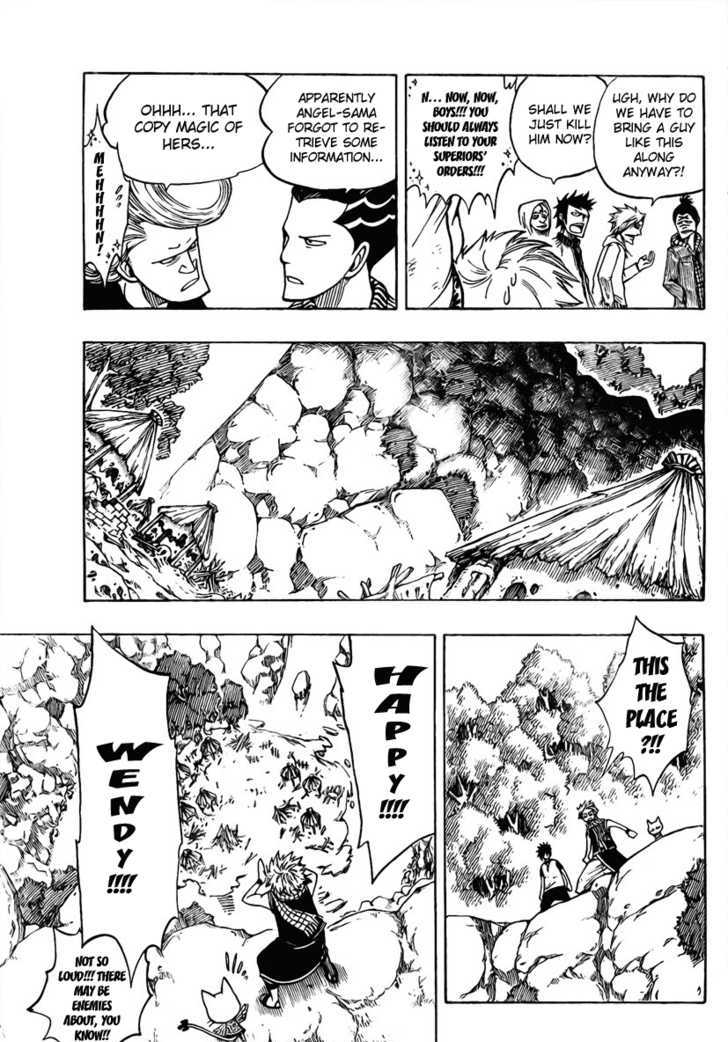 UGH, WHY DO
WE HAVE TO
BRING A GUY
LIKE THIS
ALONG
ANYWAY?!
SHALL WE
JUST KILL
HIM NOW?
N... NOW, NOW,
BOYS!!! YOU
SHOULD ALWAYS
LISTEN TO YOUR
SUPERIORS'
ORDERS!!!
APPARENTLY
ANGEL-SAMA
FORGOT TO RE-
TRIEVE SOME
INFORMATION...
OHHH... THAT
COPY MAGIC OF
HERS...
MEHHHHN!
THIS
THE
PLACE
?!!
HAPPY!!!!
WENDY!!!!
NOT SO
LOUD!!! THERE
MAY BE
ENEMIES
ABOUT, YOU
KNOW!!